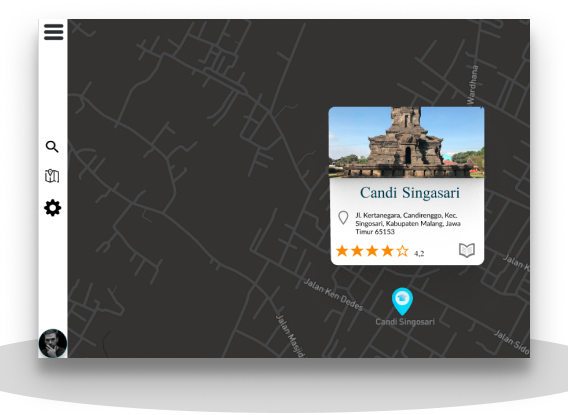 Wardhana
Candi Singasari
Jl. Kertanegara, Candirenggo, Kec.
Singosari, Kabupaten Malang, Jawa
Timur 65153
4,2
Jalan K
Jalan Ken Dedes
Candi Singosari
Jalan Masjid
Jalan Sido